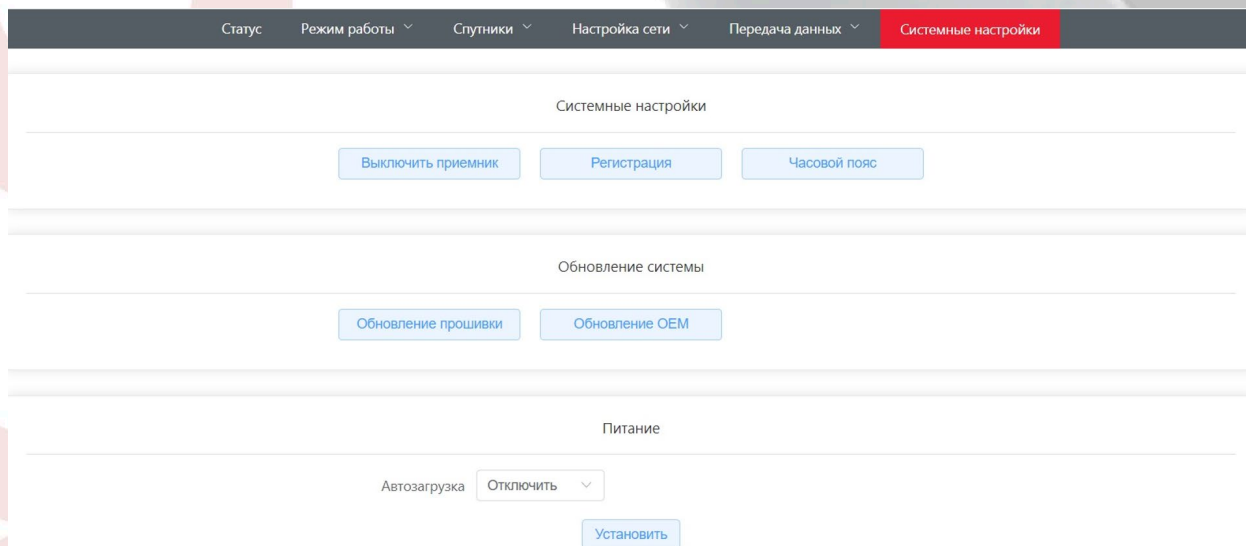 Статус Режим работы Спутники Настройка сети Передача данных Системные настройки
Системные настройки
Выключить приемник Регистрация Часовой пояс
Обновление системы
Обновление прошивки Обновление OEM
Питание
Автозагрузка Отключить
Установить